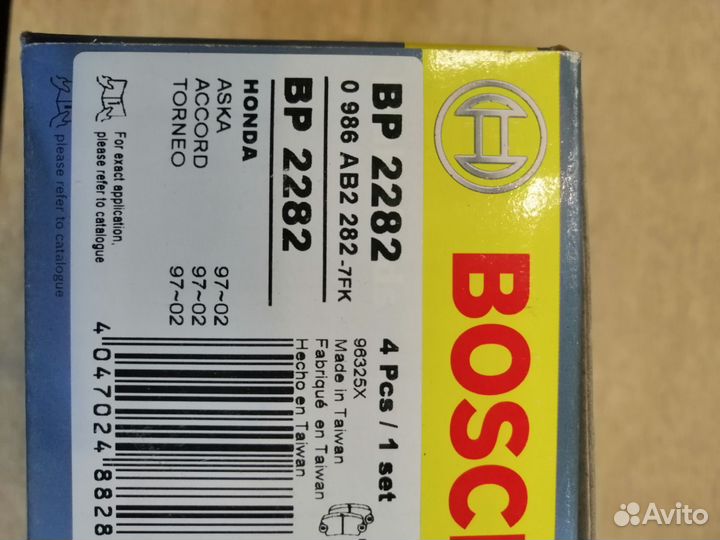 BOSCH
BP 2282
4 Pcs / 1 set
0 986 AB2 282 -7FK
96325X
Made in Taiwan
Fabriqué en Taiwan
Hecho en Taiwan
BP 2282
HONDA
ASKA 97~02
ACCORD 97~02
TORNEO 97~02
For exact application,
please refer to catalogue
please refer to catalogue
4 047024 8828
Avito